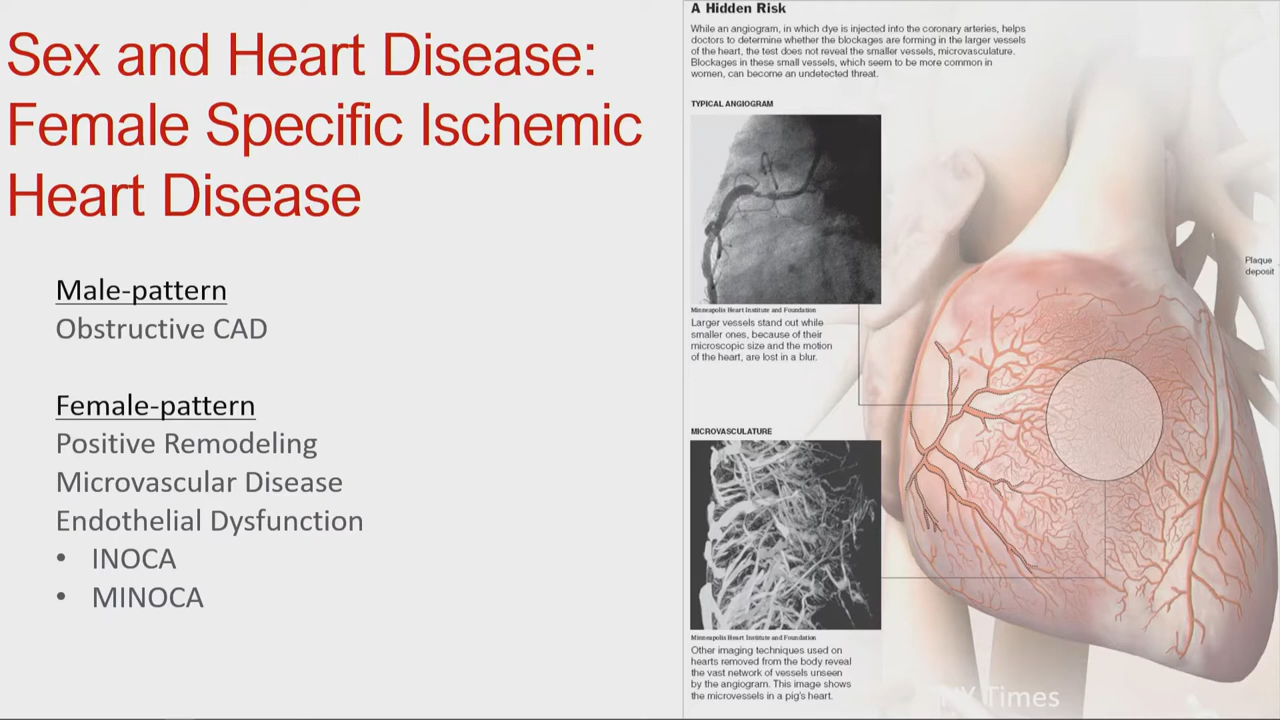 Sex and Heart Disease:
Female Specific Ischemic
Heart Disease
Male-pattern
Obstructive CAD
Female-pattern
Positive Remodeling
Microvascular Disease
Endothelial Dysfunction
• INOCA
• MINOCA
A Hidden Risk
While an angiogram, in which dye is injected into the coronary arteries, helps
doctors to determine whether the blockages are forming in the larger vessels
of the heart, the test does not reveal the smaller vessels, microvasculature.
Blockages in these small vessels, which seem to be more common in
women, can become an undetected threat.
TYPICAL ANGIOGRAM
Minneapolis Heart Institute and Foundation
Larger vessels stand out while
smaller ones, because of their
microscopic size and the motion
of the heart, are lost in a blur.
Plaque
deposit
MICROVASCULATURE
Minneapolis Heart Institute and Foundation
Other imaging techniques used on
hearts removed from the body reveal
the vast network of vessels unseen
by the angiogram. This image shows
the microvessels in a pig's heart.
NY Times